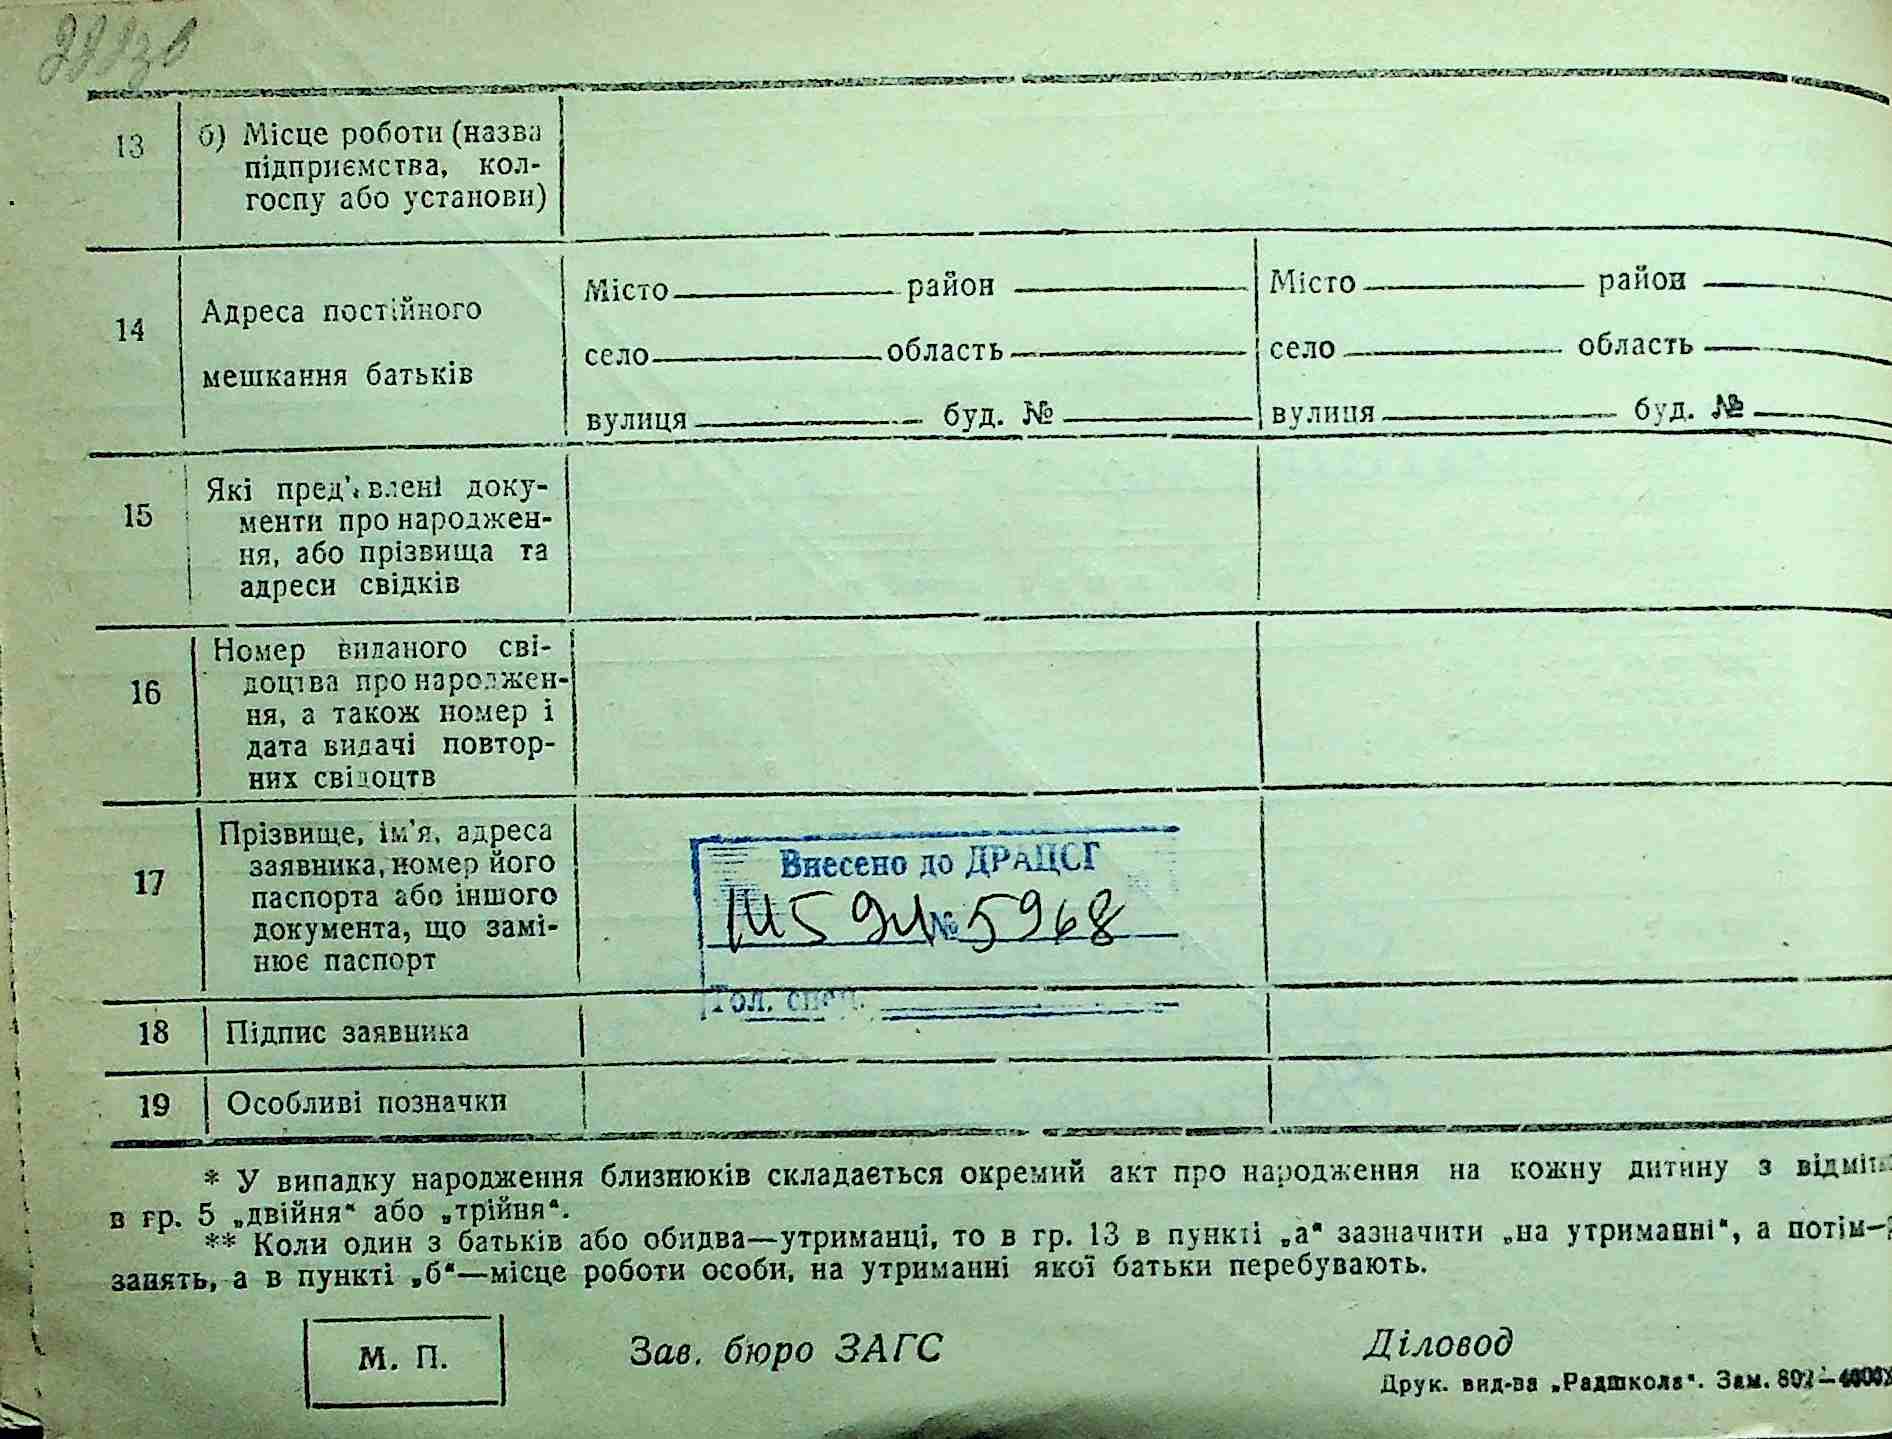 13
б) Місце роботи (назва
підприємства, кол-
госпу або установи)
14
Адреса постійного
мешкання батьків
Місто район
село область
вулиця буд. №
Місто район
село область
вулиця буд. №
15
Які пред'явлені доку-
менти про народжен-
ня, або прізвища та
адреси свідків
16
Номер виданого сві-
доцтва про народжен-
ня, а також номер і
дата видачі повтор-
них свідоцтв
17
Прізвище, ім'я, адреса
заявника, номер його
паспорта або іншого
документа, що замі-
нює паспорт
Внесено до ДРАЦСГ
№ 5968
Гол. спец.
18
Підпис заявника
19
Особливі позначки
* У випадку народження близнюків складається окремий акт про народження на кожну дитину з
в гр. 5 „двійня“ або „трійня“.
** Коли один з батьків або обидва—утриманці, то в гр. 13 в пункті „а“ зазначити „на утриманні“, а потім—
занять, а в пункті „б“—місце роботи особи, на утриманні якої батьки перебувають.
М. П.
Зав. бюро ЗАГС
Діловод
Друк. вид-ва „Радшкола“. Зам.